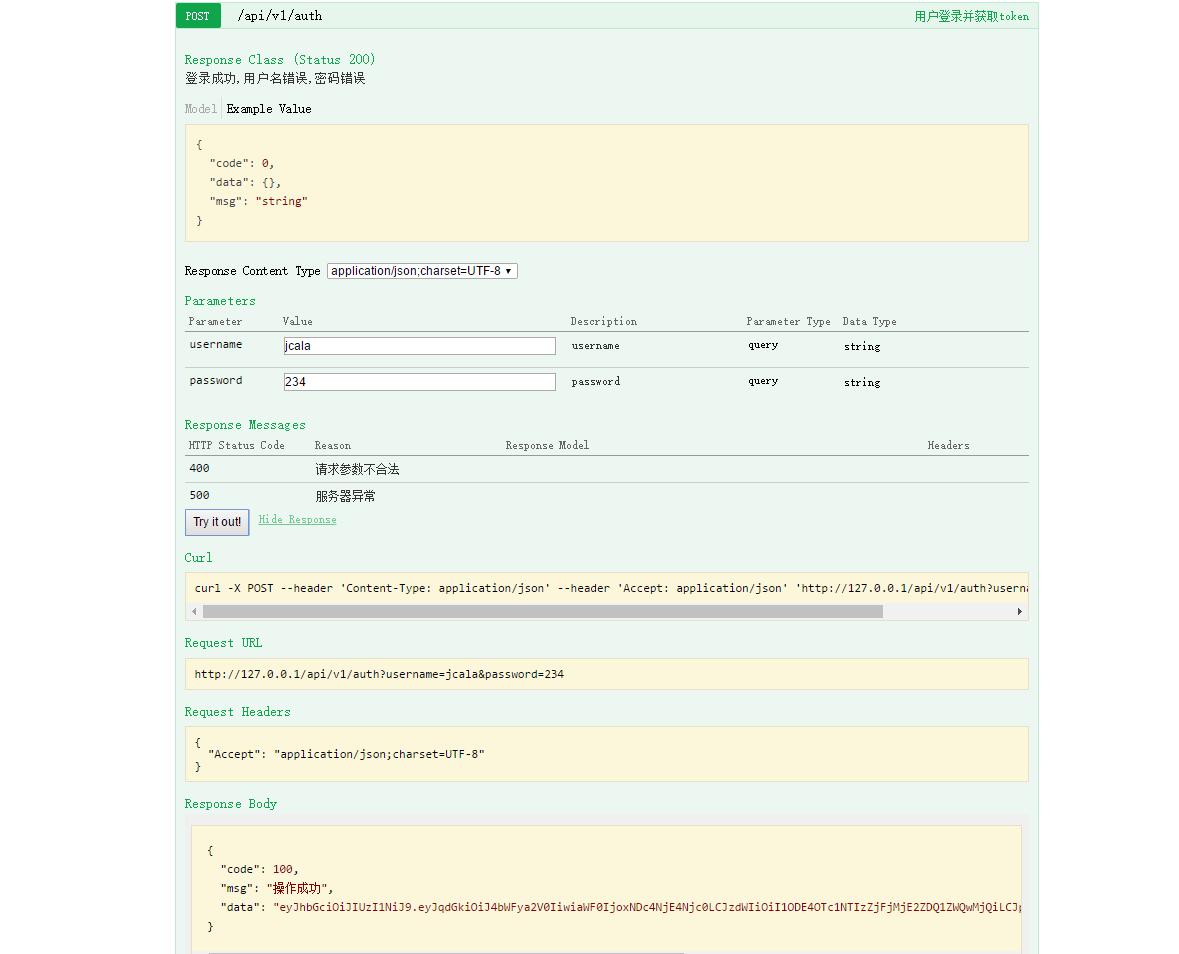 POST /api/v1/auth 用户登录并获取token
Response Class (Status 200)
登录成功,用户名错误,密码错误
Model Example Value
{
"code": 0,
"data": {},
"msg": "string"
}
Response Content Type application/json;charset=UTF-8
Parameters
Parameter Value Description Parameter Type Data Type
username jcala username query string
password 234 password query string
Response Messages
HTTP Status Code Reason Response Model Headers
400 请求参数不合法
500 服务器异常
Try it out! Hide Response
Curl
curl -X POST --header 'Content-Type: application/json' --header 'Accept: application/json' 'http://127.0.0.1/api/v1/auth?userna
Request URL
http://127.0.0.1/api/v1/auth?username=jcala&password=234
Request Headers
{
"Accept": "application/json;charset=UTF-8"
}
Response Body
{
"code": 100,
"msg": "操作成功",
"data": "eyJhbGciOiJIUzI1NiJ9.eyJqdGkiOiJ4bWFya2V0IiwiaWF0IjoxNDc4NjE4Njc0LCJzdWIiOiI1ODE4OTc1NTIzZjFjMjE2ZDQ1ZWQwMjQiLCJp
}